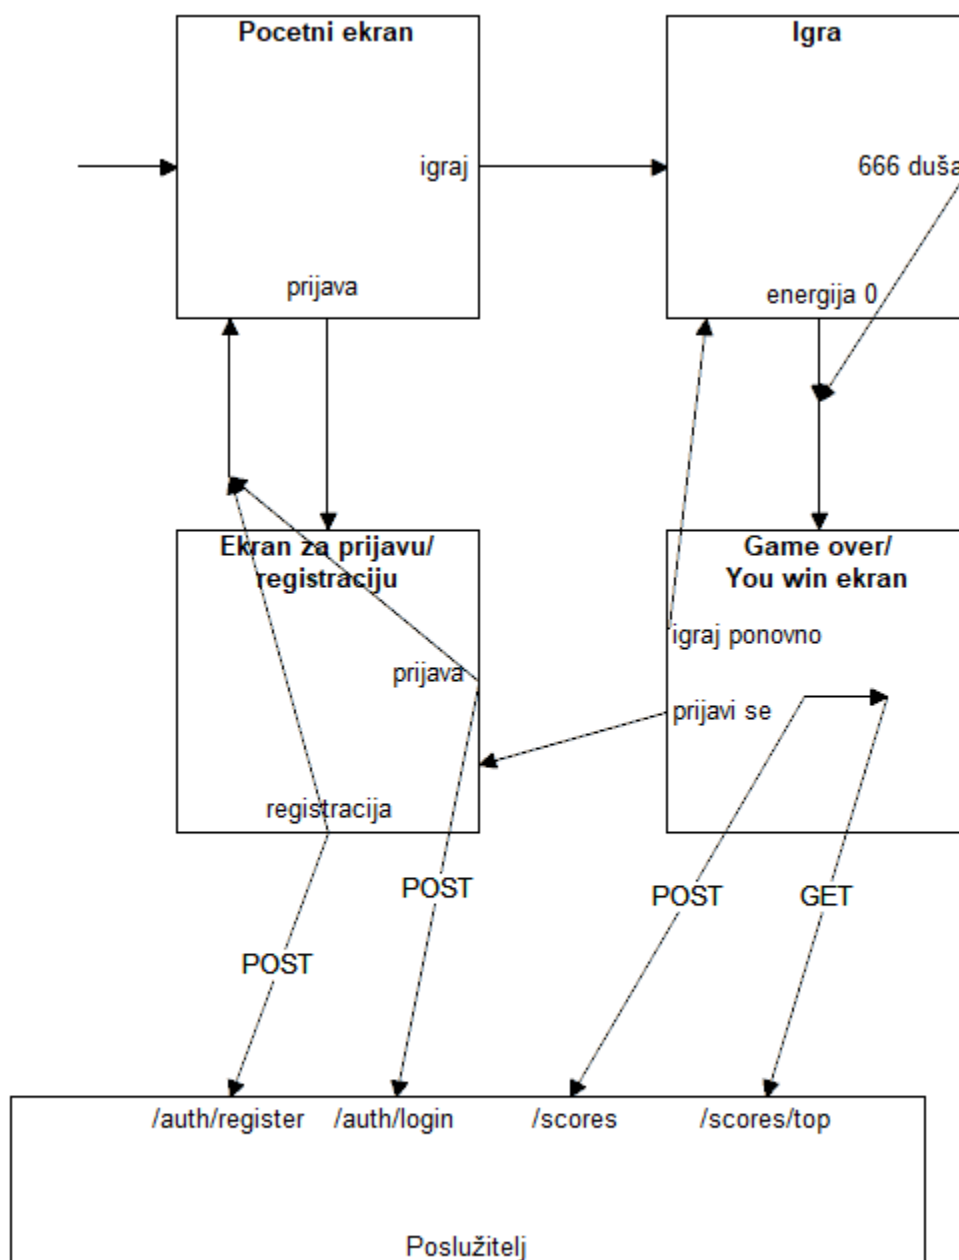 Pocetni ekran
Igra
igraj
666 duša
prijava
energija 0
Ekran za prijavu/
registraciju
Game over/
You win ekran
igraj ponovno
prijava
prijavi se
registracija
POST
POST
GET
POST
/auth/register
/auth/login
/scores
/scores/top
Poslužitelj